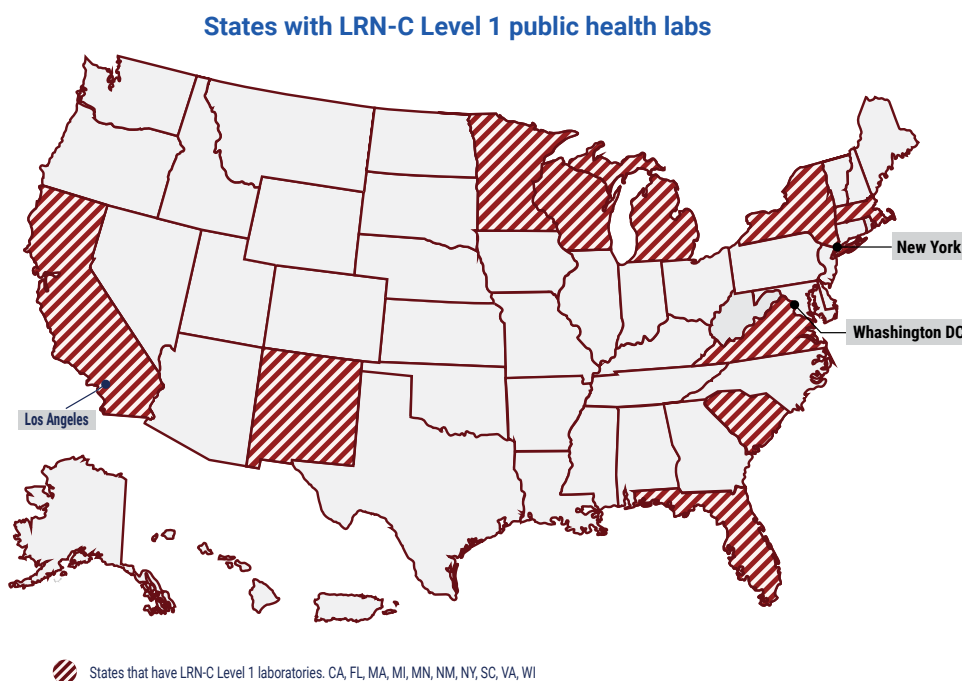 States with LRN-C Level 1 public health labs
New York
Whashington DC
Los Angeles
States that have LRN-C Level 1 laboratories. CA, FL, MA, MI, MN, NM, NY, SC, VA, WI